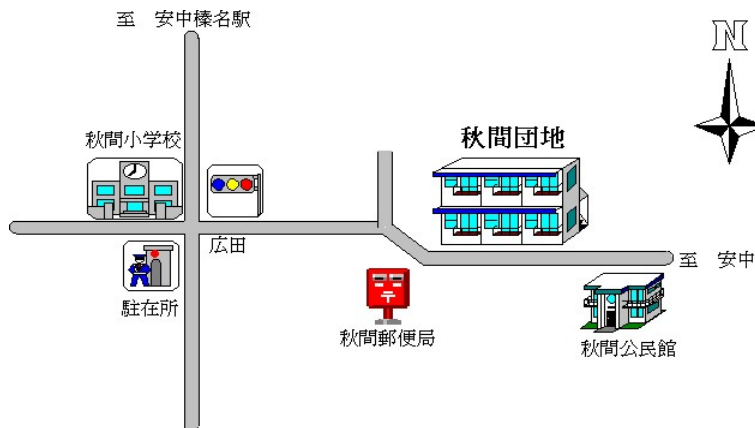 至　安中榛名駅
N
秋間小学校
秋間団地
広田
至　安中
駐在所
秋間郵便局
秋間公民館